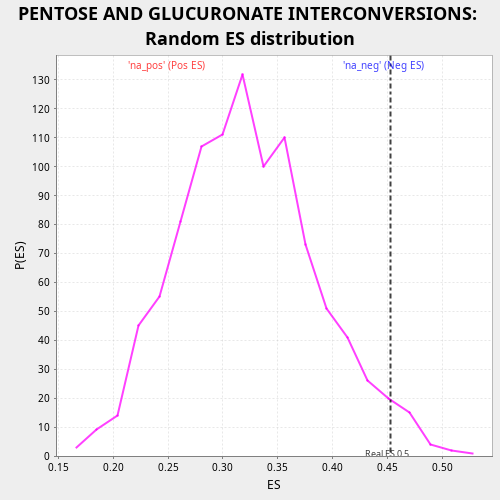 PENTOSE AND GLUCURONATE INTERCONVERSIONS:
Random ES distribution
'na_pos' (Pos ES)
'na_neg' (Neg ES)
130
120
110
100
90
80
70
60
50
40
30
20
10
0
P(ES)
Real ES 0.5
0.15 0.20 0.25 0.30 0.35 0.40 0.45 0.50
ES